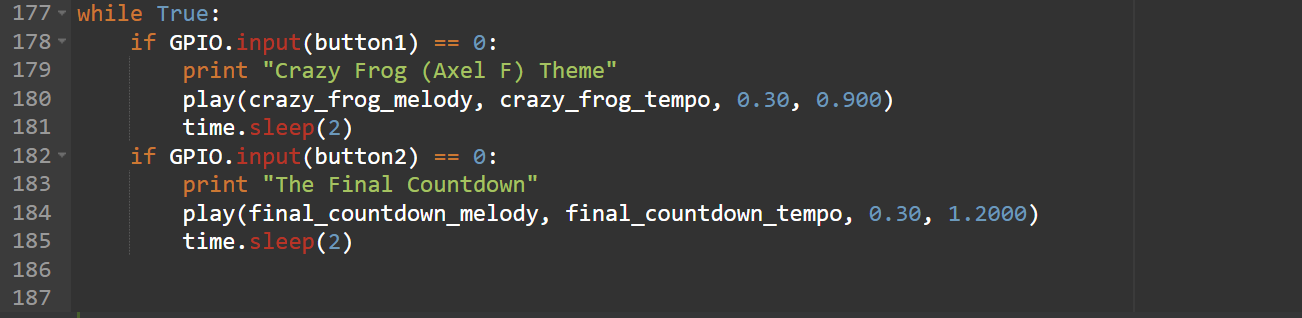 177 while True:
178     if GPIO.input(button1) == 0:
179         print "Crazy Frog (Axel F) Theme"
180         play(crazy_frog_melody, crazy_frog_tempo, 0.30, 0.900)
181         time.sleep(2)
182     if GPIO.input(button2) == 0:
183         print "The Final Countdown"
184         play(final_countdown_melody, final_countdown_tempo, 0.30, 1.2000)
185         time.sleep(2)
186
187